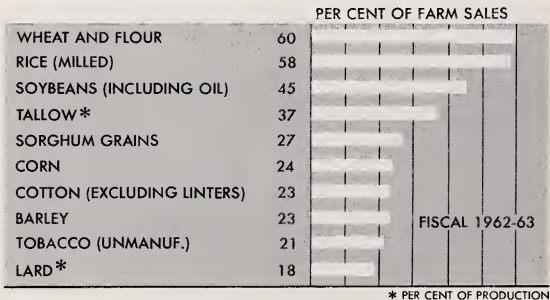 PER CENT OF FARM SALES
WHEAT AND FLOUR 60
RICE (MILLED) 58
SOYBEANS (INCLUDING OIL) 45
TALLOW* 37
SORGHUM GRAINS 27
CORN 24
COTTON (EXCLUDING LINTERS) 23
BARLEY 23
FISCAL 1962-63
TOBACCO (UNMANUF.) 21
LARD* 18
* PER CENT OF PRODUCTION